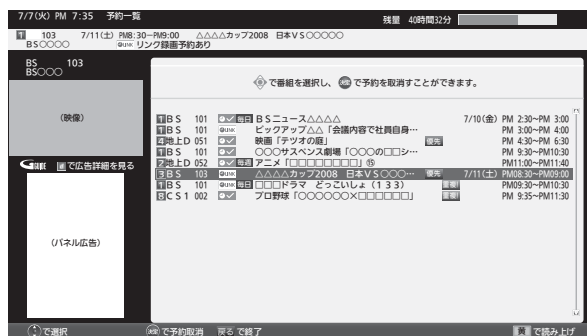 7/7(火) PM 7:35 予約一覧 残量 40時間32分
1 103 7/11(土) PM8:30-PM9:00 △△△△カップ2008 日本VS○○○○○
BS○○○○ @LINK リンク録画予約あり
BS 103
BS○○○
で番組を選択し、決定で予約を取消すことができます。
(映像)
1BS 101 毎日 BSニュース△△△△ 7/10(金) PM 2:30~PM 3:00
1BS 101 @LINK ピックアップ△△「会議内容で社員自身… PM 3:00~PM 4:00
4地上D 051 映画「テツオの庭」 優先 PM 4:30~PM 6:30
1BS 101 @LINK ○○○サスペンス劇場「○○○の□□シ… PM 9:30~PM10:30
2地上D 052 毎週 アニメ「□□□□□□□□」⑮ PM11:00~PM11:40
3BS 103 @LINK △△△△カップ2008 日本VS○○○… 優先 7/11(土) PM08:30~PM09:00
1BS 101 @LINK 毎日 □□□ドラマ どっこいしょ(133) 重複! PM09:30~PM10:30
8CS1 002 プロ野球「○○○○○○×□□□□□□」 重複! PM 9:35~PM11:30
GGUIDE で広告詳細を見る
(パネル広告)
で選択 決定で予約取消 戻る で終了 黄 で読み上げ